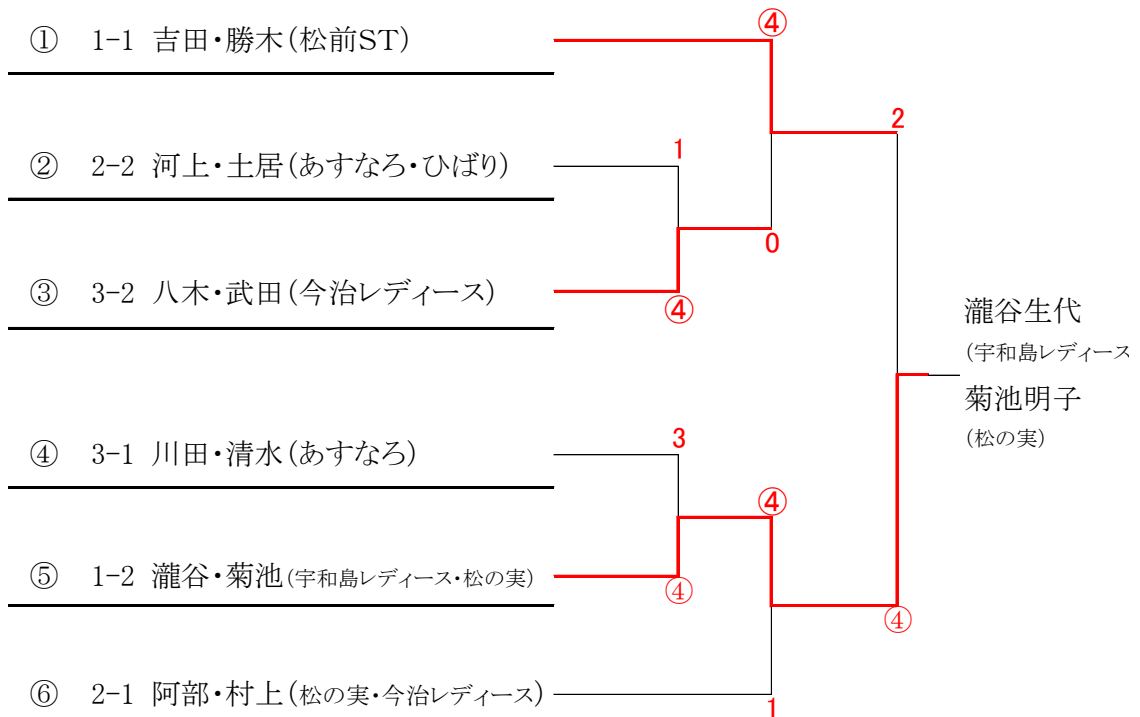 ④
① 1-1 吉田・勝木(松前ST)
2
1
② 2-2 河上・土居(あすなろ・ひばり)
0
③ 3-2 八木・武田(今治レディース)
④
瀧谷生代
(宇和島レディース
菊池明子
(松の実)
3
④ 3-1 川田・清水(あすなろ)
④
⑤ 1-2 瀧谷・菊池(宇和島レディース・松の実)
④
④
⑥ 2-1 阿部・村上(松の実・今治レディース)
1